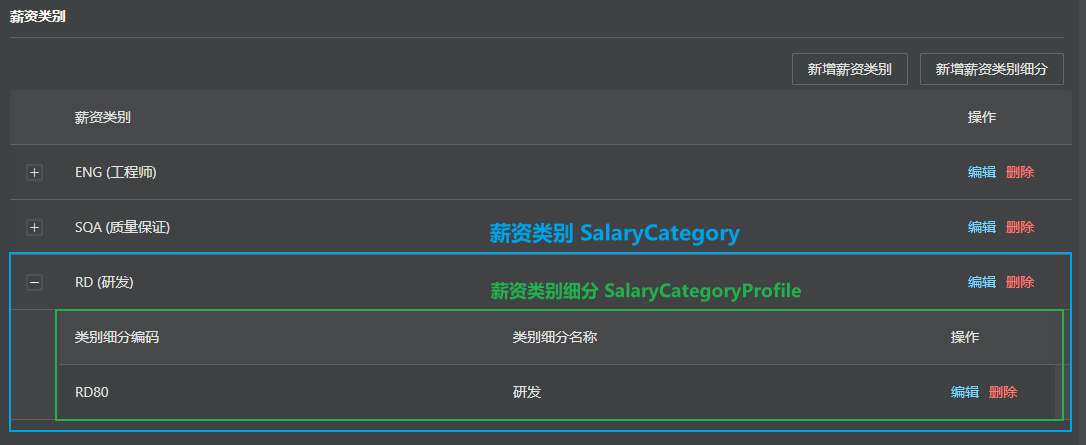 薪资类别
新增薪资类别 新增薪资类别细分
薪资类别 操作
ENG (工程师) 编辑 删除
SQA (质量保证) 编辑 删除
薪资类别 SalaryCategory
RD (研发) 编辑 删除
薪资类别细分 SalaryCategoryProfile
类别细分编码 类别细分名称 操作
RD80 研发 编辑 删除